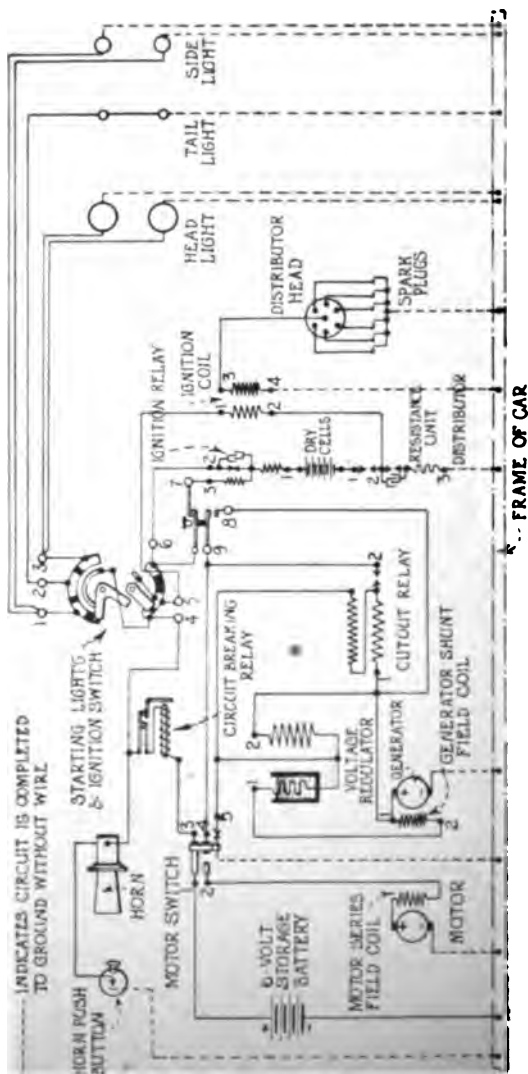 ------ INDICATES CIRCUIT IS COMPLETED
TO GROUND WITHOUT WIRE
HORN PUSH
BUTTON
HORN
STARTING LIGHTG
& IGNITION SWITCH
1
2
3
4
5
6
7
8
9
SIDE
LIGHT
TAIL
LIGHT
HEAD
LIGHT
IGNITION RELAY
IGNITION
COIL
DISTRIBUTOR
HEAD
SPARK
PLUGS
3
4
1
2
2
3
1
DRY
CELLS
1
2
RESISTANCE
UNIT
3
DISTRIBUTOR
MOTOR SWITCH
3
4
5
2
CIRCUIT BREAKING
RELAY
2
1
VOLTAGE
REGULATOR
2
CUTOUT RELAY
GENERATOR
GENERATOR SHUNT
FIELD COIL
2
6-VOLT
STORAGE
BATTERY
MOTOR SERIES
FIELD COIL
MOTOR
FRAME OF CAR